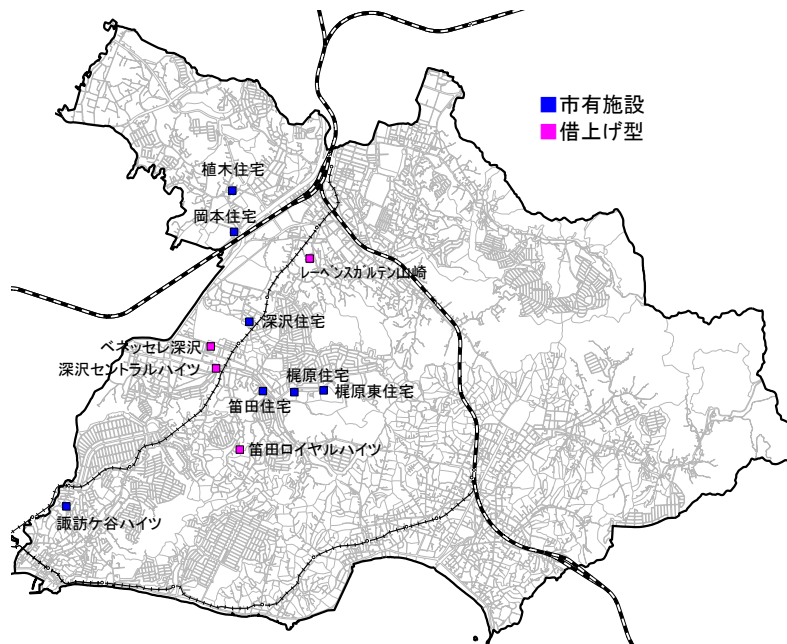 市有施設
借上げ型
植木住宅
岡本住宅
レーベンスガルテン山崎
深沢住宅
ベネッセレ深沢
深沢セントラルハイツ
梶原住宅
梶原東住宅
笛田住宅
笛田ロイヤルハイツ
諏訪ケ谷ハイツ